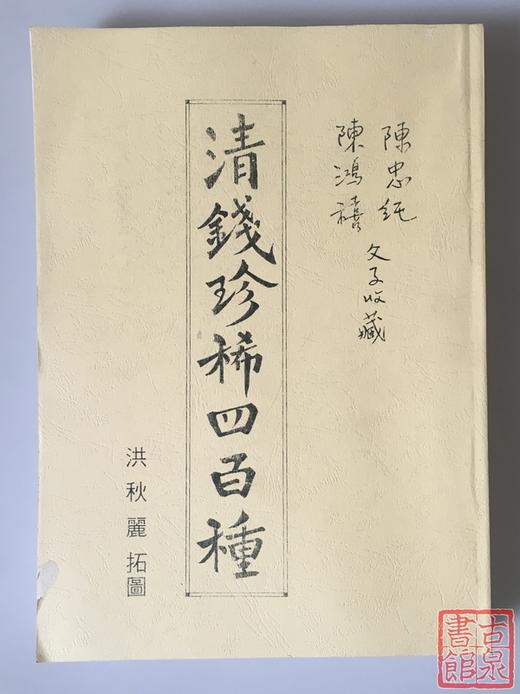 陳忠純
陳鴻禧
父子收藏
清錢珍稀四百種
洪秋麗拓圖
古泉
書館